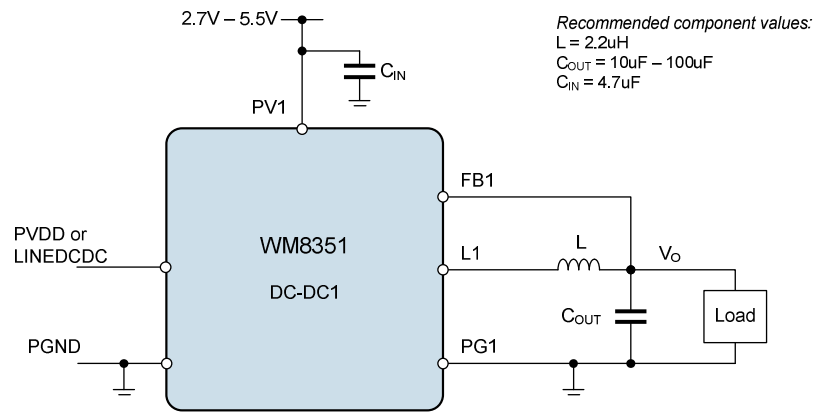 2.7V – 5.5V
Recommended component values:
L = 2.2uH
COUT = 10uF – 100uF
CIN = 4.7uF
CIN
PV1
FB1
PVDD or
LINEDCDC
WM8351
DC-DC1
L1
L
VO
COUT
Load
PGND
PG1